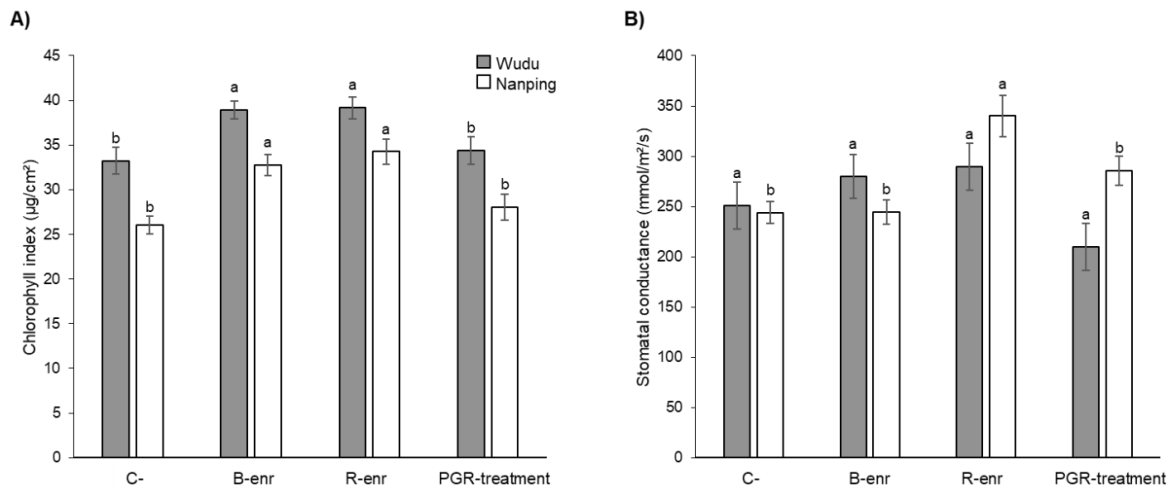 A)
Chlorophyll index (µg/cm²)
45
40
35
30
25
20
15
10
5
0
Wudu
Nanping
b
b
a
a
a
a
b
b
C-
B-enr
R-enr
PGR-treatment
B)
Stomatal conductance (mmol/m²/s)
400
350
300
250
200
150
100
50
0
a
b
a
b
a
a
a
b
C-
B-enr
R-enr
PGR-treatment